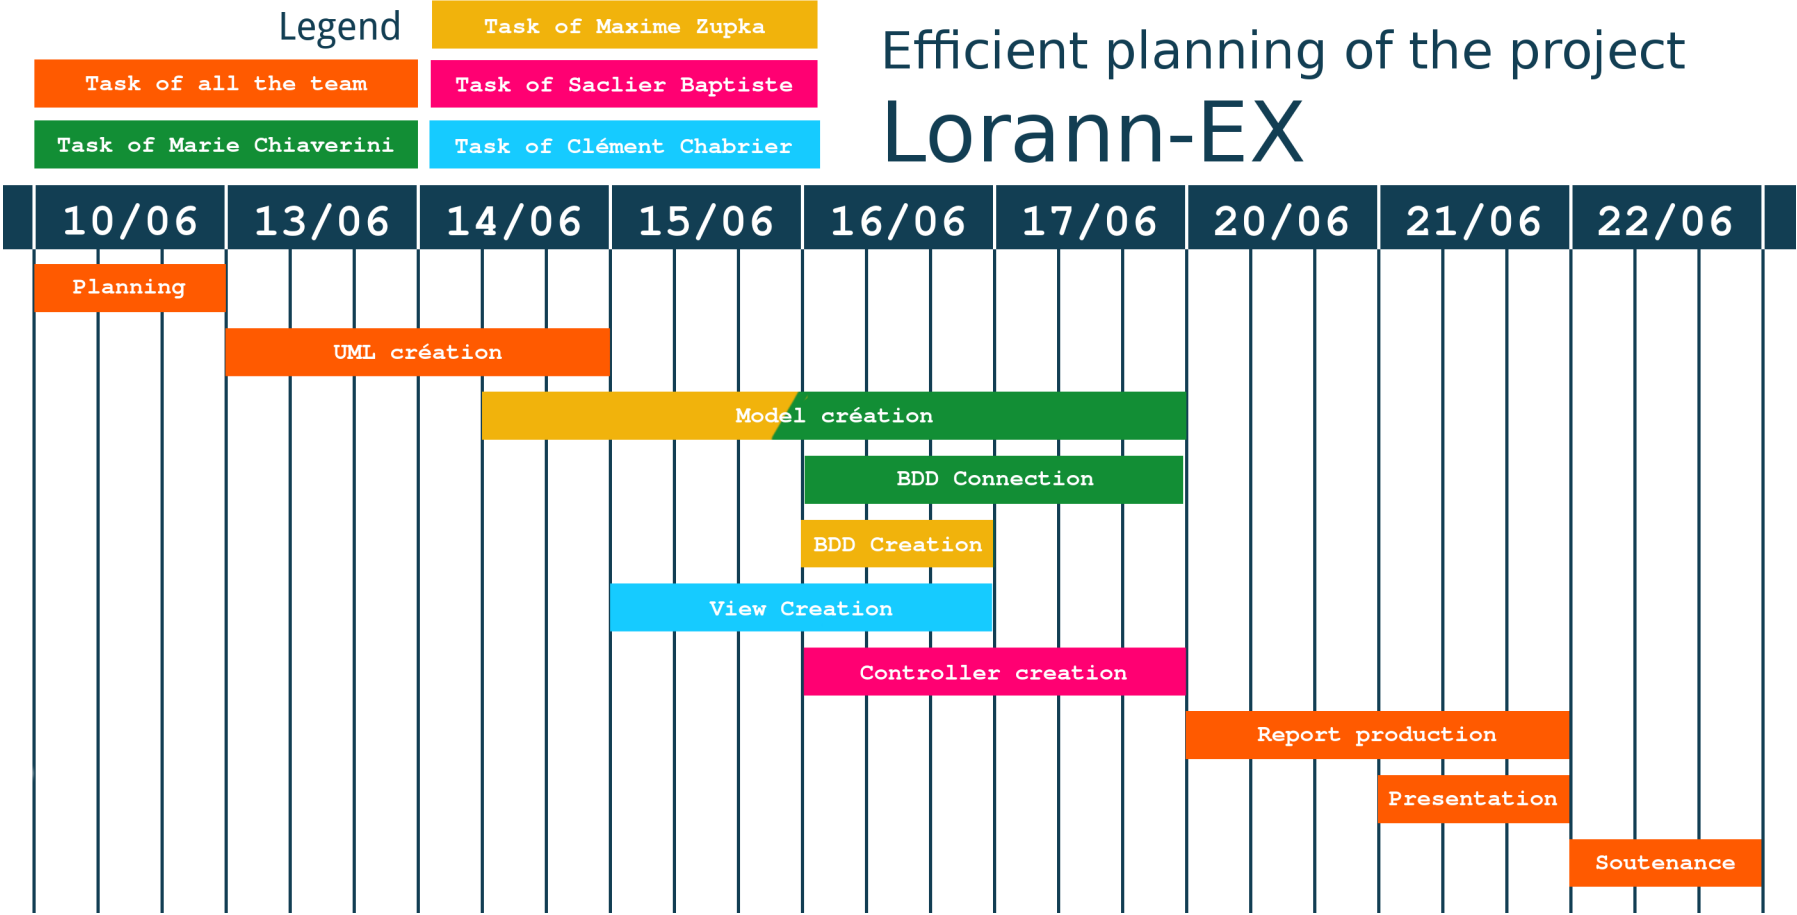 Legend
Task of Maxime Zupka
Task of all the team
Task of Saclier Baptiste
Task of Marie Chiaverini
Task of Clément Chabrier
Efficient planning of the project
Lorann-EX
10/06 13/06 14/06 15/06 16/06 17/06 20/06 21/06 22/06
Planning
UML création
Model création
BDD Connection
BDD Creation
View Creation
Controller creation
Report production
Presentation
Soutenance